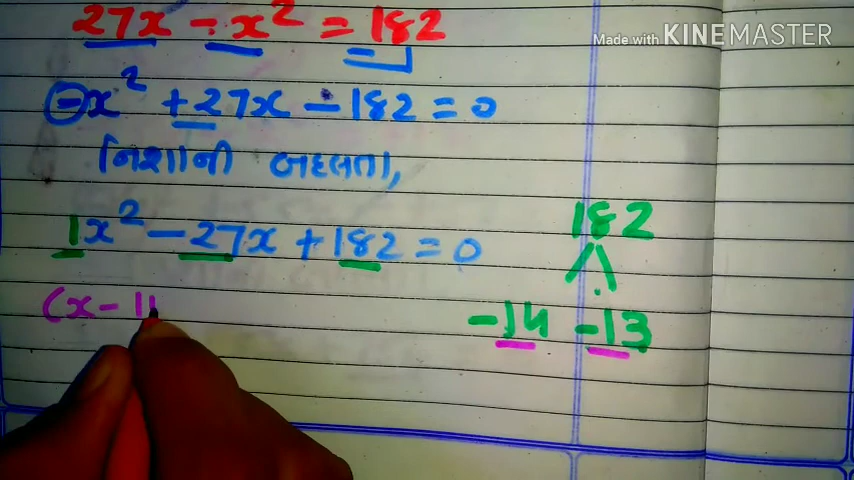 27x - x² = 182
Made with KINEMASTER
-x² + 27x - 182 = 0
નિશાની બદલતા,
1x² - 27x + 182 = 0
182
-14 -13
(x - 1